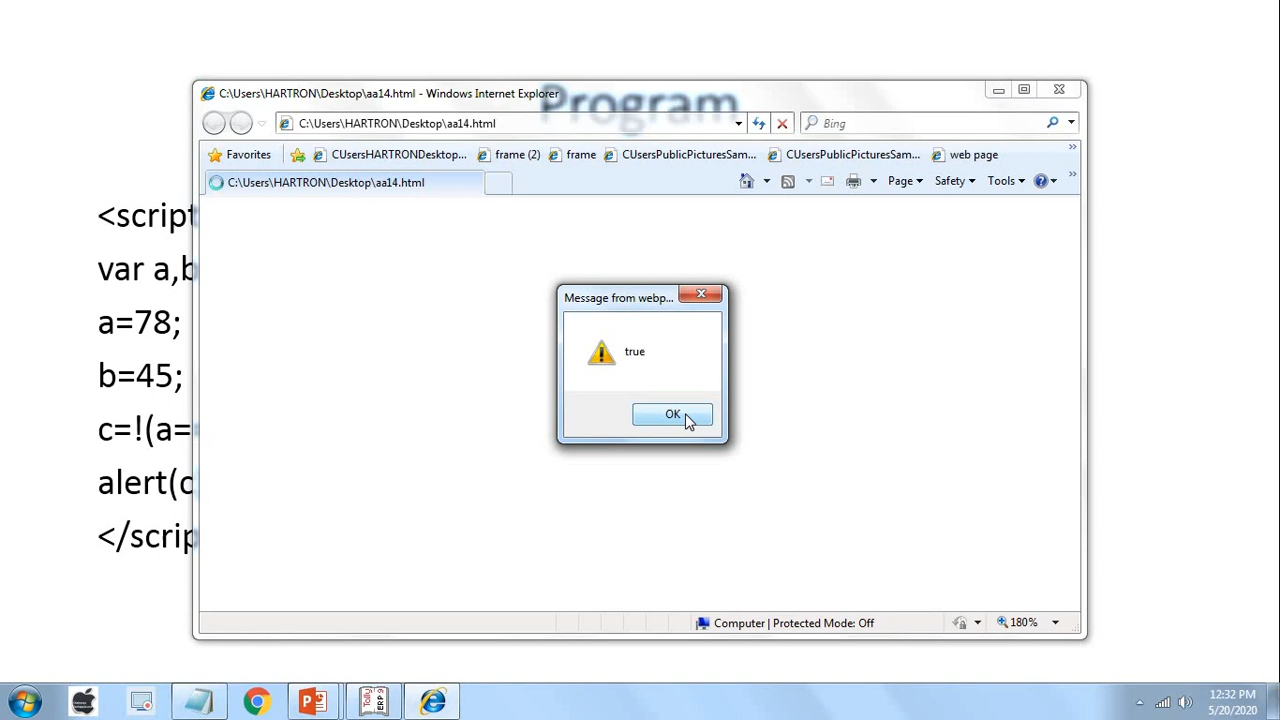 C:\Users\HARTRON\Desktop\aa14.html - Windows Internet Explorer
Program
C:\Users\HARTRON\Desktop\aa14.html
Bing
Favorites
CUsersHARTRONDesktop...
frame (2)
frame
CUsersPublicPicturesSam...
CUsersPublicPicturesSam...
web page
C:\Users\HARTRON\Desktop\aa14.html
Page
Safety
Tools
<script
var a,b
a=78;
b=45;
c=!(a=
alert(c
</scrip
Message from webp...
true
OK
Computer | Protected Mode: Off
180%
12:32 PM
5/20/2020